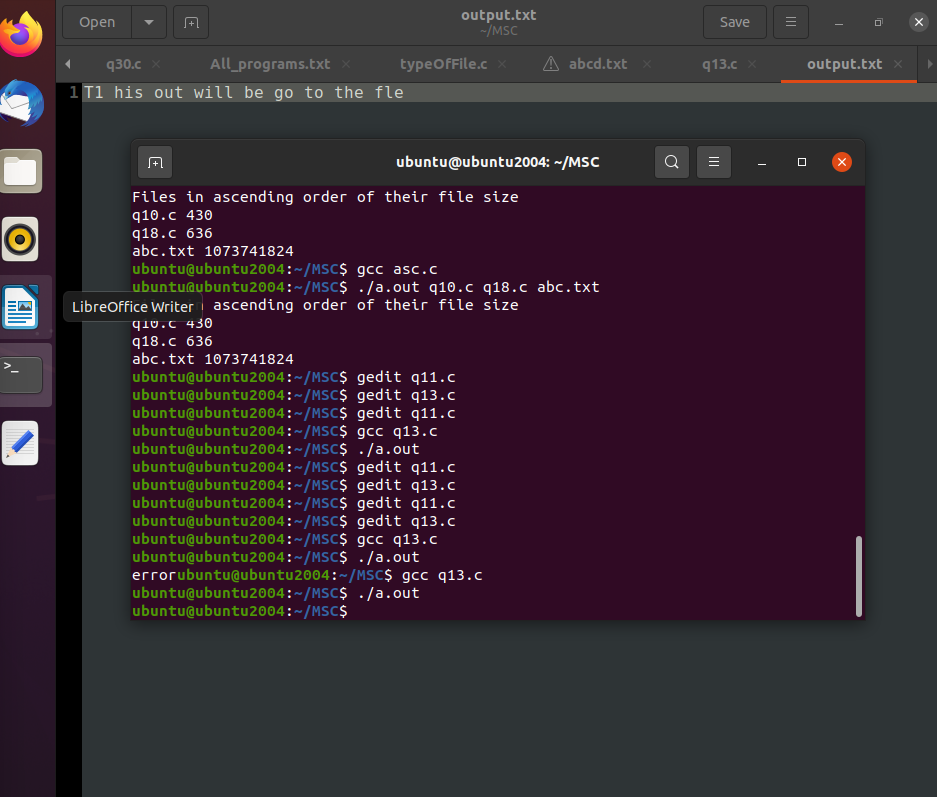 Open
output.txt
~/MSC
Save
q30.c
All_programs.txt
typeOfFile.c
abcd.txt
q13.c
output.txt
1 T1 his out will be go to the fle
ubuntu@ubuntu2004: ~/MSC
Files in ascending order of their file size
q10.c 430
q18.c 636
abc.txt 1073741824
ubuntu@ubuntu2004:~/MSC$ gcc asc.c
ubuntu@ubuntu2004:~/MSC$ ./a.out q10.c q18.c abc.txt
LibreOffice Writer
ascending order of their file size
q10.c 430
q18.c 636
abc.txt 1073741824
ubuntu@ubuntu2004:~/MSC$ gedit q11.c
ubuntu@ubuntu2004:~/MSC$ gedit q13.c
ubuntu@ubuntu2004:~/MSC$ gedit q11.c
ubuntu@ubuntu2004:~/MSC$ gcc q13.c
ubuntu@ubuntu2004:~/MSC$ ./a.out
ubuntu@ubuntu2004:~/MSC$ gedit q11.c
ubuntu@ubuntu2004:~/MSC$ gedit q13.c
ubuntu@ubuntu2004:~/MSC$ gedit q11.c
ubuntu@ubuntu2004:~/MSC$ gedit q13.c
ubuntu@ubuntu2004:~/MSC$ gcc q13.c
ubuntu@ubuntu2004:~/MSC$ ./a.out
errorubuntu@ubuntu2004:~/MSC$ gcc q13.c
ubuntu@ubuntu2004:~/MSC$ ./a.out
ubuntu@ubuntu2004:~/MSC$